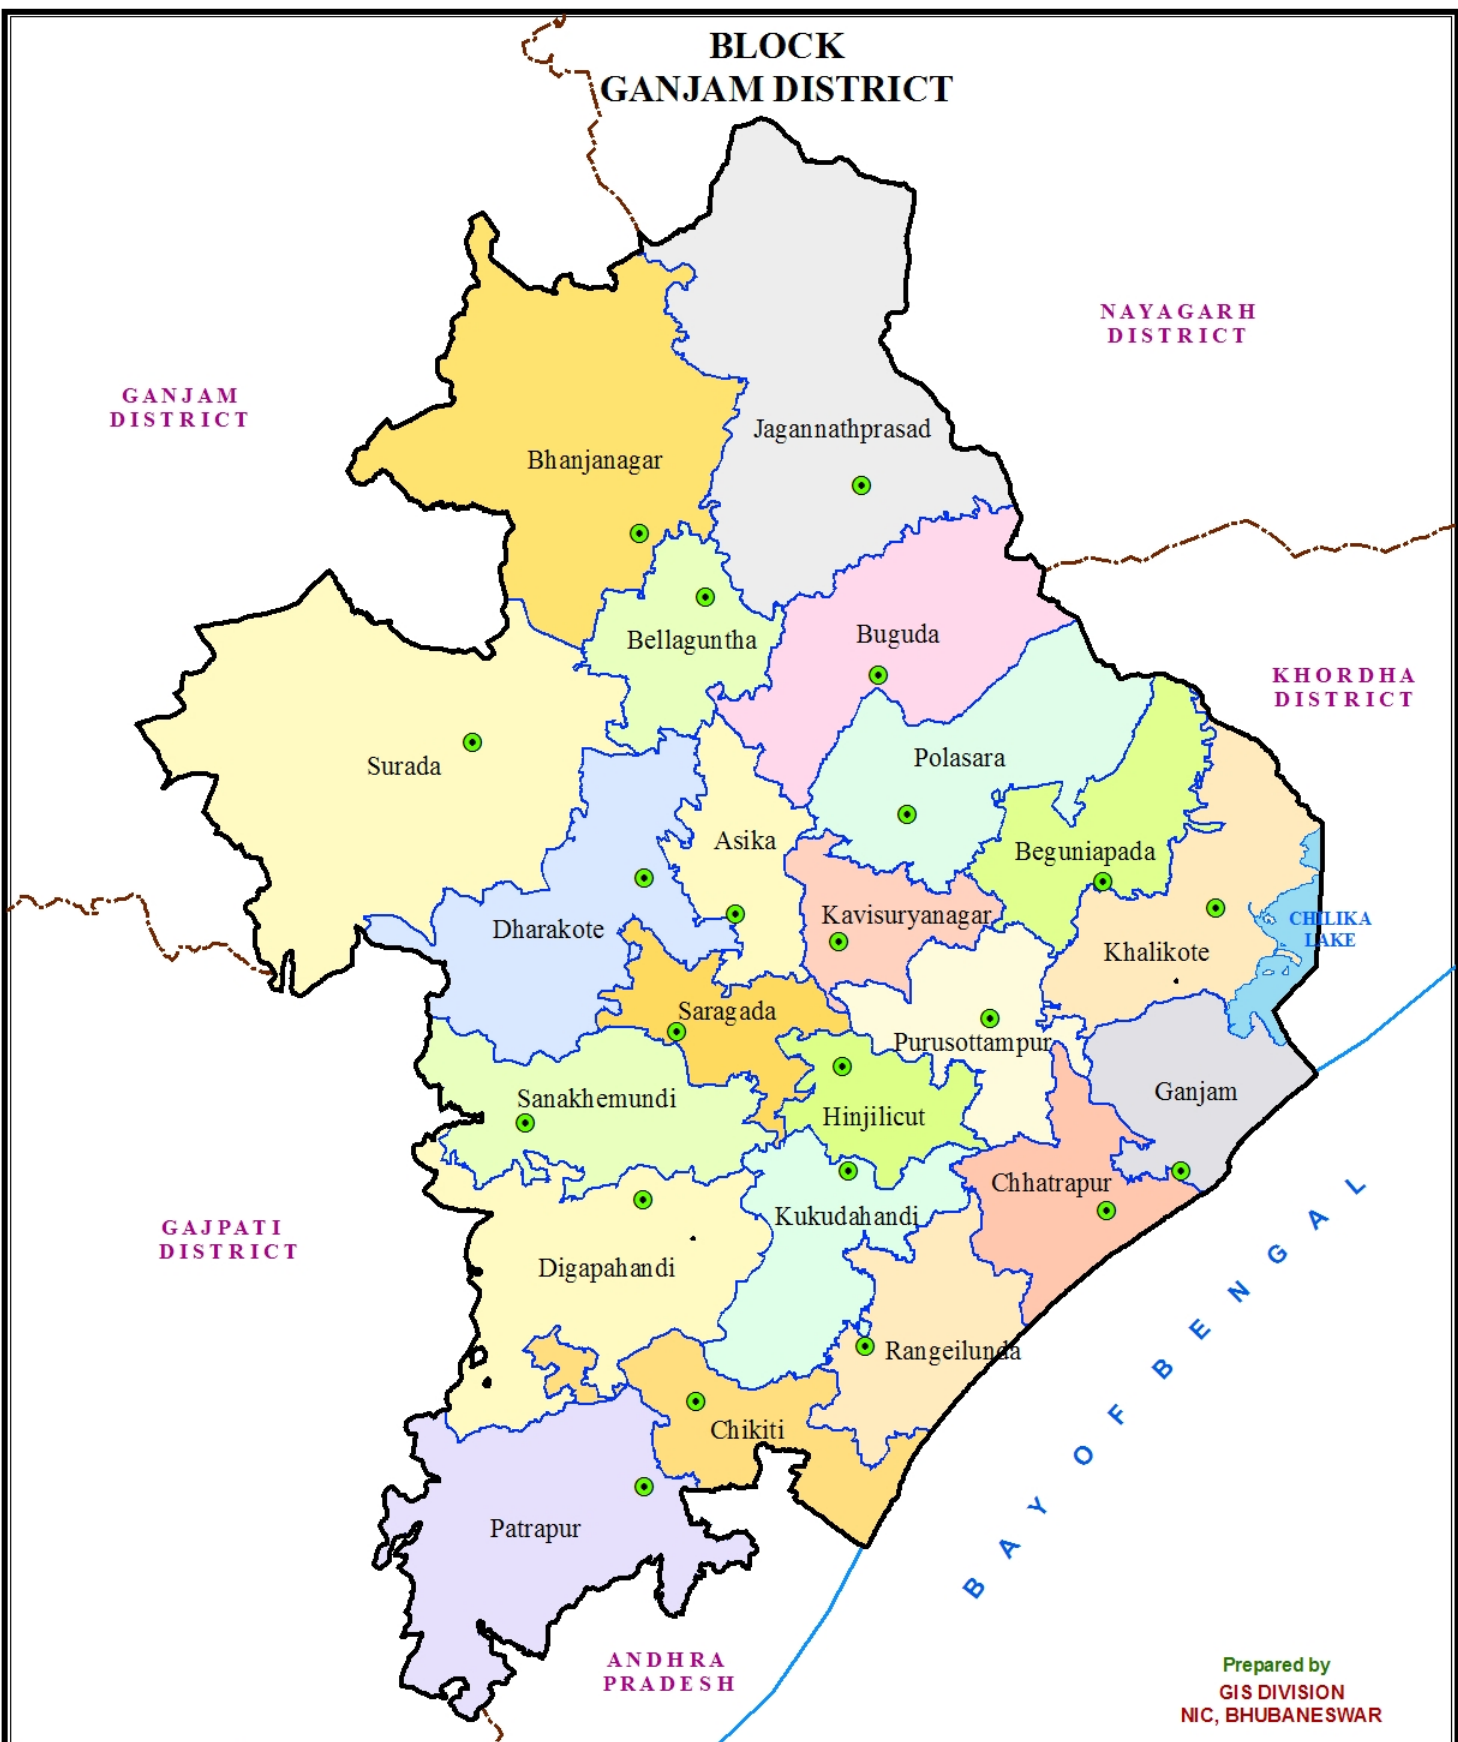 BLOCK
GANJAM DISTRICT
NAYAGARH
DISTRICT
GANJAM
DISTRICT
Jagannathprasad
Bhanjanagar
Buguda
Bellaguntha
KHORDHA
DISTRICT
Polasara
Surada
Asika
Beguniapada
Kavisuryanagar
CHILIKA
LAKE
Dharakote
Khalikote
Saragada
Purusottampur
Ganjam
Sanakhemundi
Hinjilicut
Chhatrapur
Kukudahandi
GAJPATI
DISTRICT
Digapahandi
BAY OF BENGAL
Rangeilunda
Chikiti
Patrapur
ANDHRA
PRADESH
Prepared by
GIS DIVISION
NIC, BHUBANESWAR